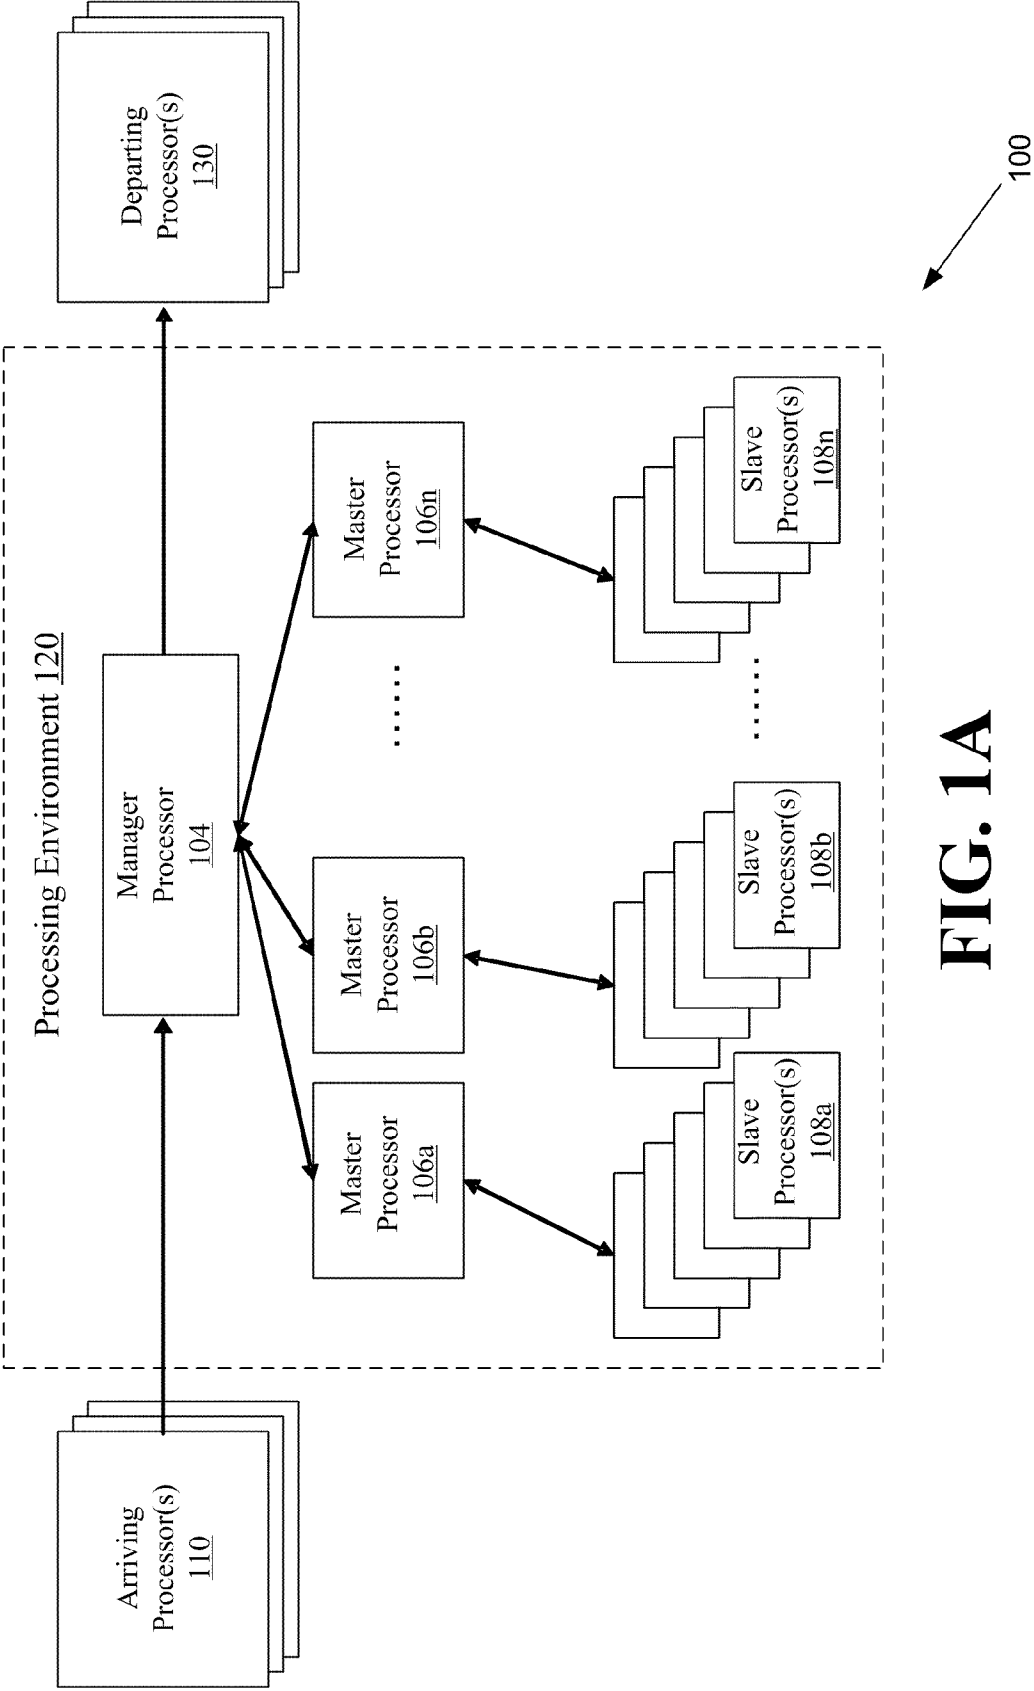 Processing Environment 120
Arriving
Processor(s)
110
Manager
Processor
104
Departing
Processor(s)
130
Master
Processor
106a
Master
Processor
106b
......
Master
Processor
106n
Slave
Processor(s)
108a
Slave
Processor(s)
108b
......
Slave
Processor(s)
108n
100
FIG. 1A